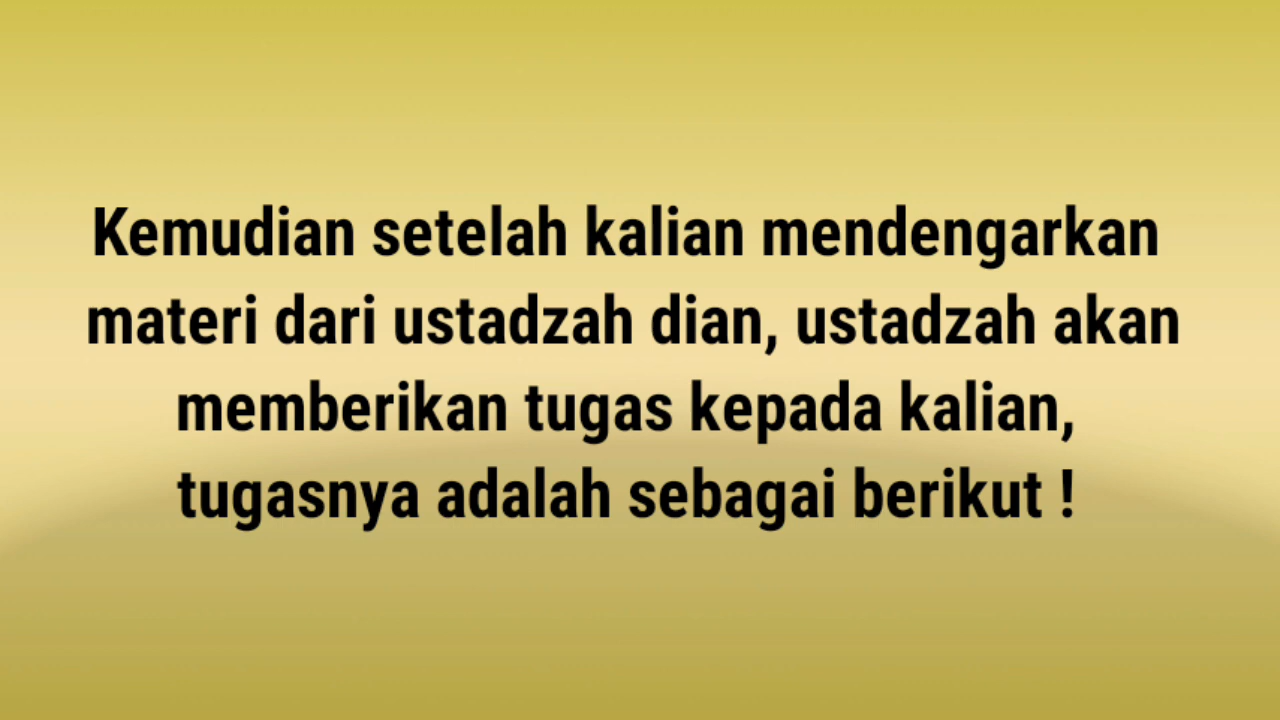 Kemudian setelah kalian mendengarkan
materi dari ustadzah dian, ustadzah akan
memberikan tugas kepada kalian,
tugasnya adalah sebagai berikut !